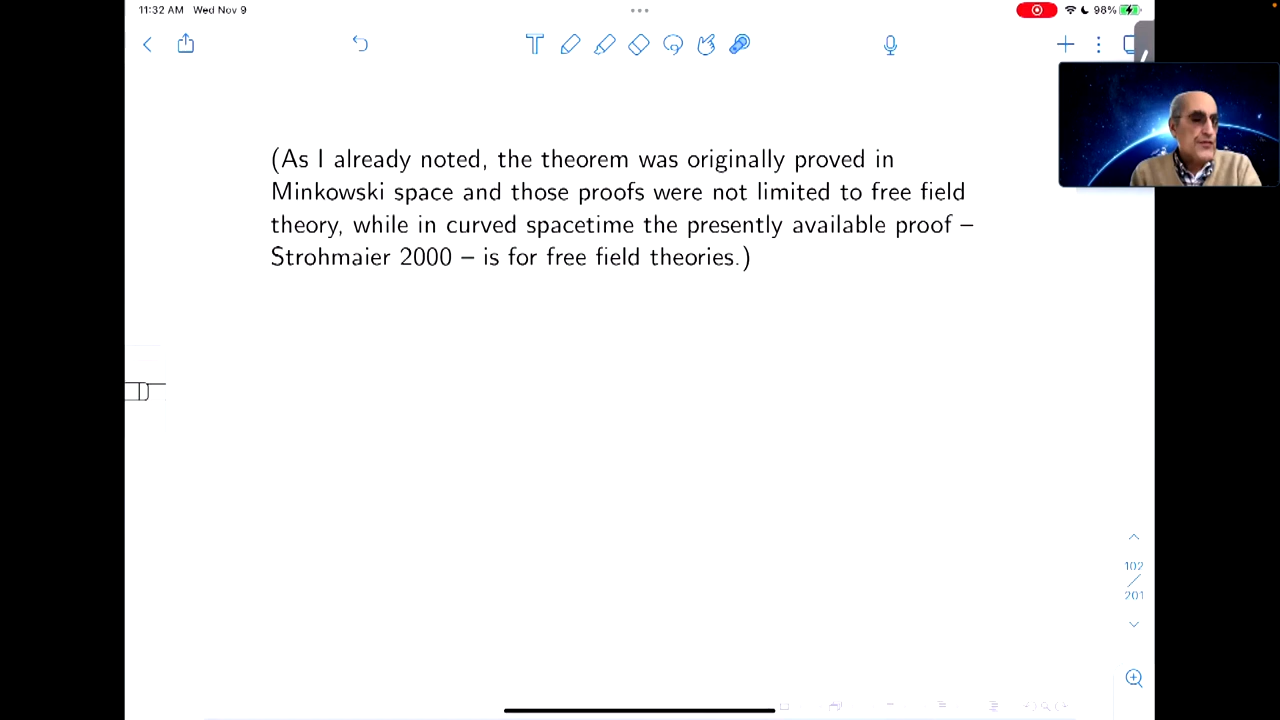 11:32 AM Wed Nov 9
98%
(As I already noted, the theorem was originally proved in
Minkowski space and those proofs were not limited to free field
theory, while in curved spacetime the presently available proof –
Strohmaier 2000 – is for free field theories.)
102
201